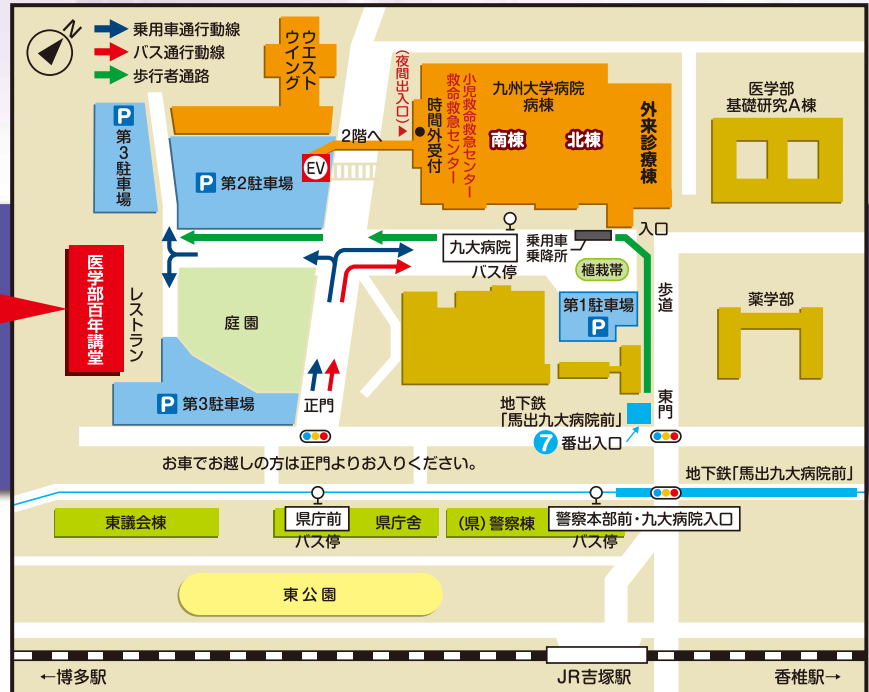 N
乗用車通行動線
バス通行動線
歩行者通路
ウエスト
ウイング
(夜間出入口)
時間外受付
救命救急センター
小児救命救急センター
九州大学病院
病棟
南棟
北棟
外来診療棟
医学部
基礎研究A棟
P
第3駐車場
2階へ
EV
P 第2駐車場
入口
九大病院
バス停
乗用車
乗降所
植栽帯
医学部百年講堂
レストラン
庭園
第1駐車場
P
歩道
薬学部
P 第3駐車場
正門
地下鉄
「馬出九大病院前」
7番出入口
東門
お車でお越しの方は正門よりお入りください。
地下鉄「馬出九大病院前」
東議会棟
県庁前
バス停
県庁舎
(県)警察棟
警察本部前・九大病院入口
バス停
東公園
←博多駅
JR吉塚駅
香椎駅→